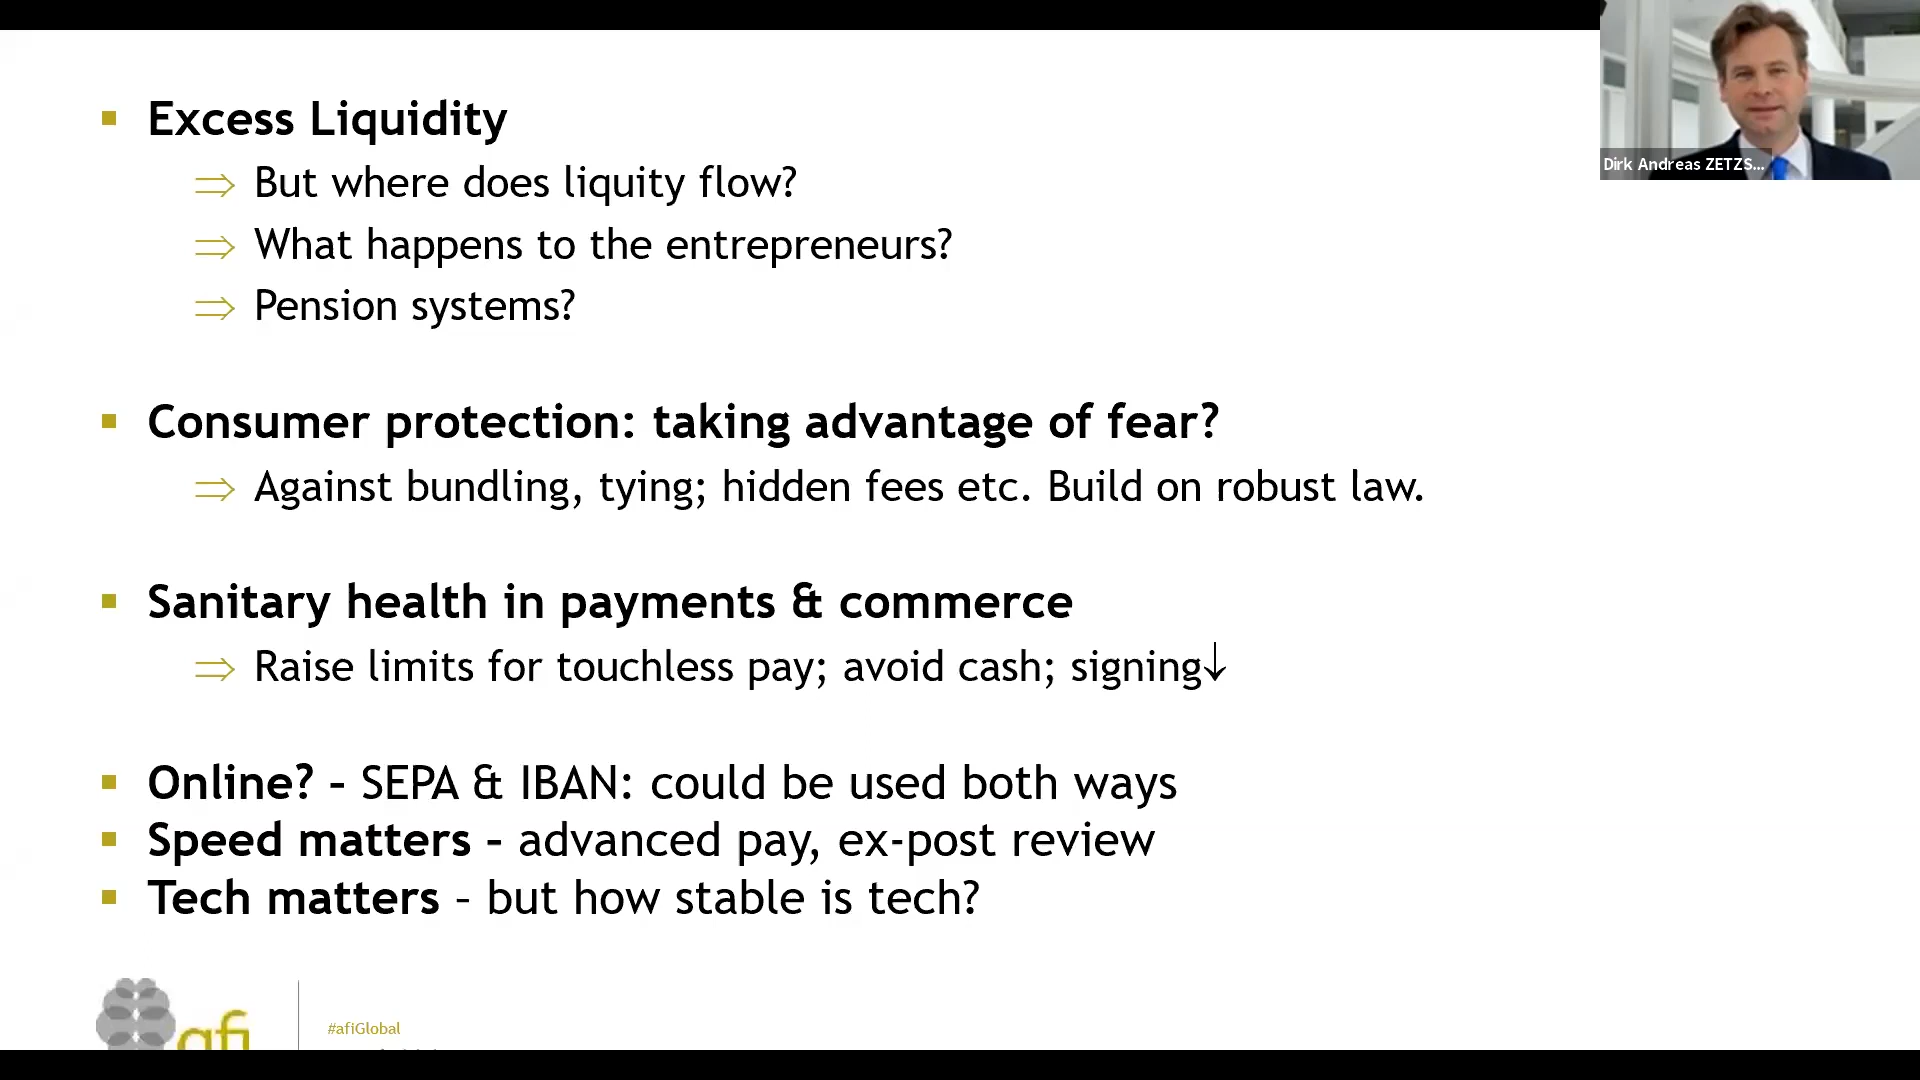 Excess Liquidity
⇒ But where does liquity flow?
⇒ What happens to the entrepreneurs?
⇒ Pension systems?
Consumer protection: taking advantage of fear?
⇒ Against bundling, tying; hidden fees etc. Build on robust law.
Sanitary health in payments & commerce
⇒ Raise limits for touchless pay; avoid cash; signing↓
Online? – SEPA & IBAN: could be used both ways
Speed matters – advanced pay, ex-post review
Tech matters – but how stable is tech?
afi
#afiGlobal
Dirk Andreas ZETZS...